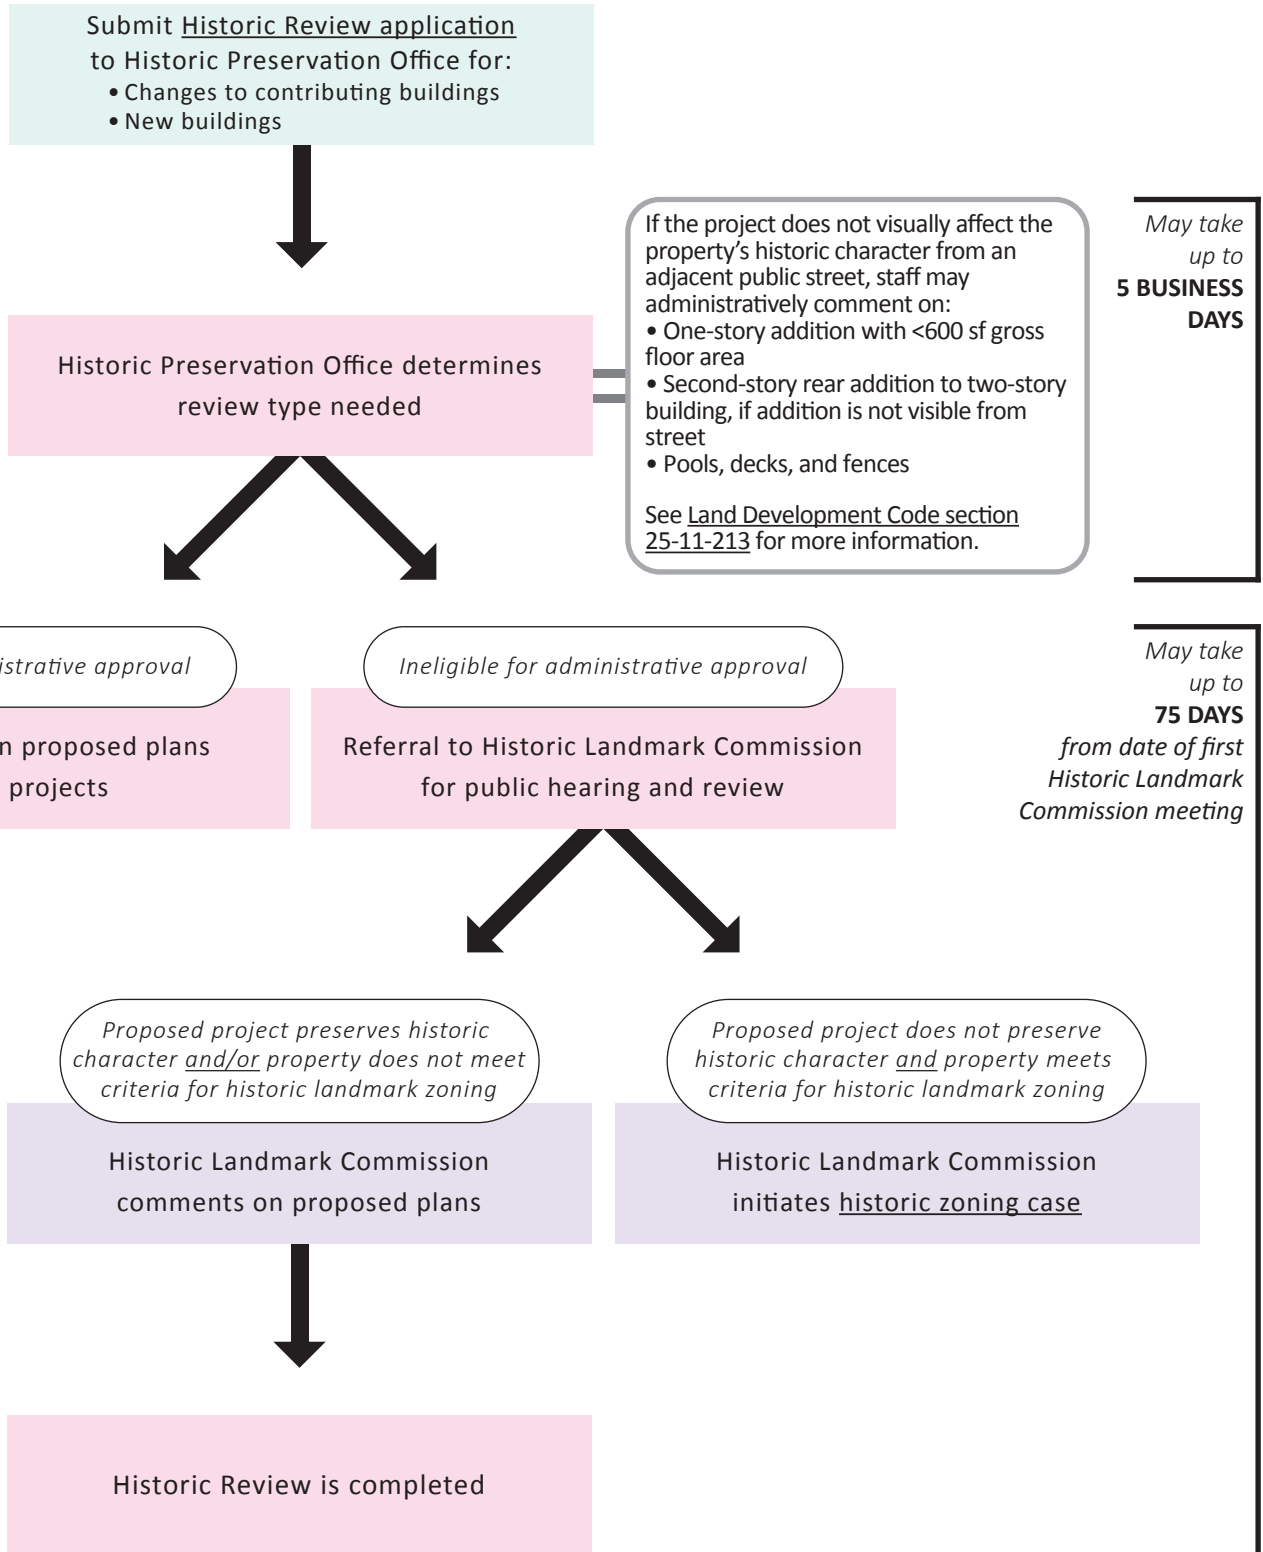 Submit Historic Review application
to Historic Preservation Office for:
• Changes to contributing buildings
• New buildings
If the project does not visually affect the
property's historic character from an
adjacent public street, staff may
administratively comment on:
• One-story addition with <600 sf gross
floor area
• Second-story rear addition to two-story
building, if addition is not visible from
street
• Pools, decks, and fences
See Land Development Code section
25-11-213 for more information.
May take
up to
5 BUSINESS
DAYS
Historic Preservation Office determines
review type needed
approval
proposed plans
projects
Ineligible for administrative approval
Referral to Historic Landmark Commission
for public hearing and review
May take
up to
75 DAYS
from date of first
Historic Landmark
Commission meeting
Proposed project preserves historic
character and/or property does not meet
criteria for historic landmark zoning
Historic Landmark Commission
comments on proposed plans
Proposed project does not preserve
historic character and property meets
criteria for historic landmark zoning
Historic Landmark Commission
initiates historic zoning case
Historic Review is completed